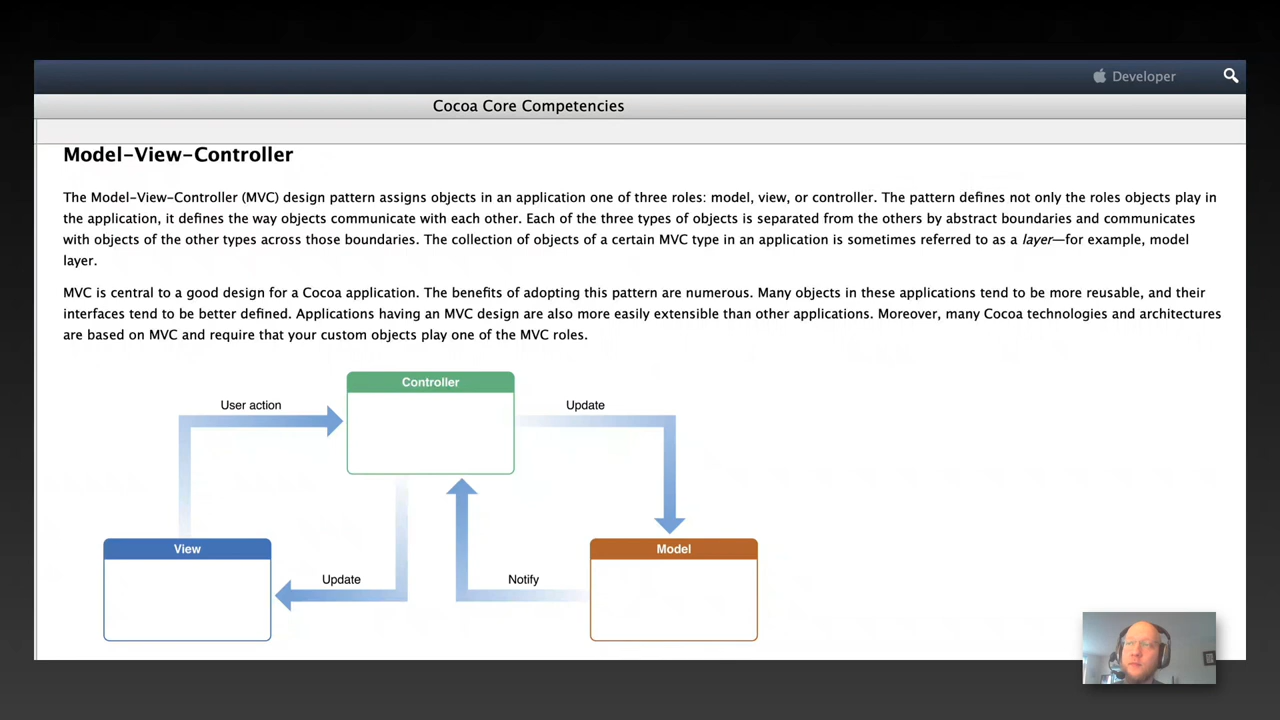 Developer
Cocoa Core Competencies
Model-View-Controller
The Model-View-Controller (MVC) design pattern assigns objects in an application one of three roles: model, view, or controller. The pattern defines not only the roles objects play in
the application, it defines the way objects communicate with each other. Each of the three types of objects is separated from the others by abstract boundaries and communicates
with objects of the other types across those boundaries. The collection of objects of a certain MVC type in an application is sometimes referred to as a layer—for example, model
layer.
MVC is central to a good design for a Cocoa application. The benefits of adopting this pattern are numerous. Many objects in these applications tend to be more reusable, and their
interfaces tend to be better defined. Applications having an MVC design are also more easily extensible than other applications. Moreover, many Cocoa technologies and architectures
are based on MVC and require that your custom objects play one of the MVC roles.
Controller
User action
Update
View
Model
Update
Notify